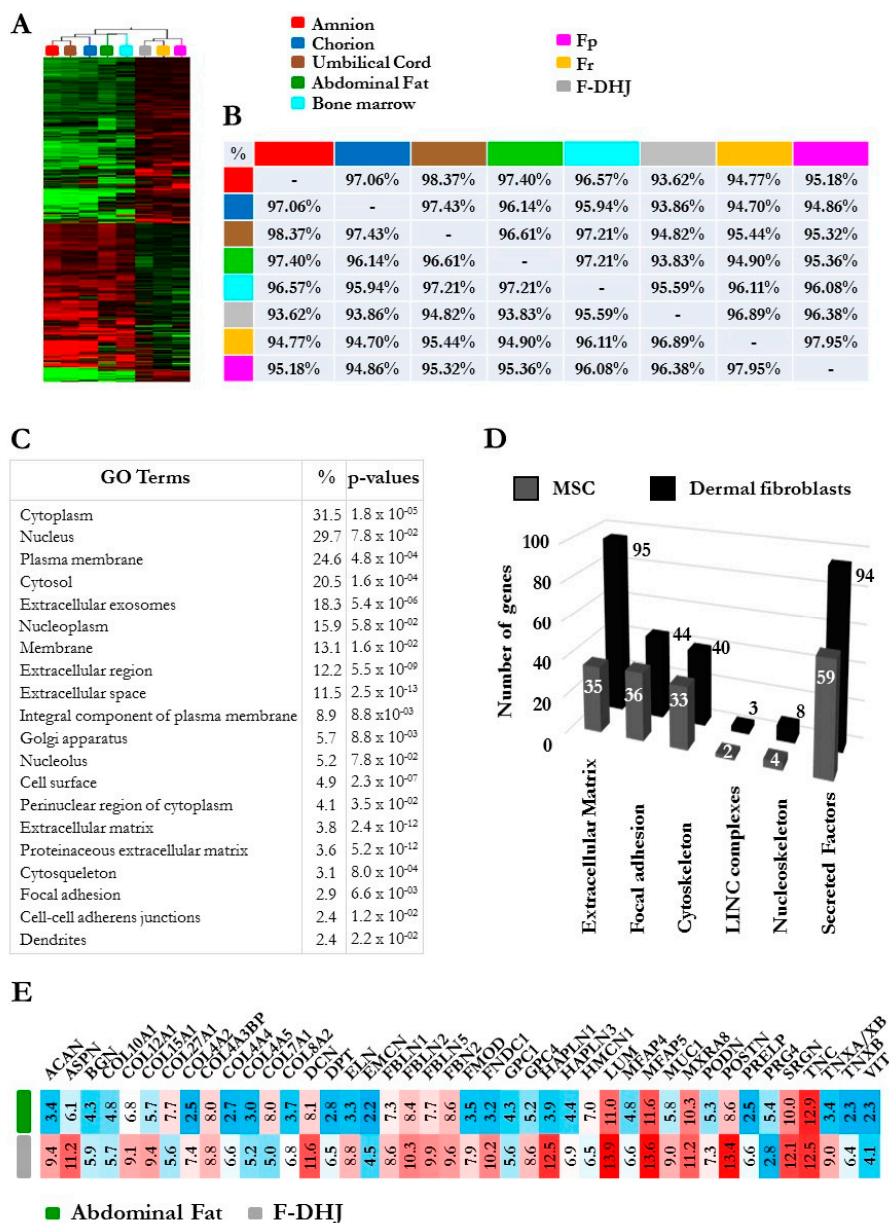 A
Amnion
Chorion
Umbilical Cord
Abdominal Fat
Bone marrow
Fp
Fr
F-DHJ
B
%
- 97.06% 98.37% 97.40% 96.57% 93.62% 94.77% 95.18%
97.06% - 97.43% 96.14% 95.94% 93.86% 94.70% 94.86%
98.37% 97.43% - 96.61% 97.21% 94.82% 95.44% 95.32%
97.40% 96.14% 96.61% - 97.21% 93.83% 94.90% 95.36%
96.57% 95.94% 97.21% 97.21% - 95.59% 96.11% 96.08%
93.62% 93.86% 94.82% 93.83% 95.59% - 96.89% 96.38%
94.77% 94.70% 95.44% 94.90% 96.11% 96.89% - 97.95%
95.18% 94.86% 95.32% 95.36% 96.08% 96.38% 97.95% -
C
GO Terms % p-values
Cytoplasm 31.5 1.8 x 10⁻⁰⁵
Nucleus 29.7 7.8 x 10⁻⁰²
Plasma membrane 24.6 4.8 x 10⁻⁰⁴
Cytosol 20.5 1.6 x 10⁻⁰⁴
Extracellular exosomes 18.3 5.4 x 10⁻⁰⁶
Nucleoplasm 15.9 5.8 x 10⁻⁰²
Membrane 13.1 1.6 x 10⁻⁰²
Extracellular region 12.2 5.5 x 10⁻⁰⁹
Extracellular space 11.5 2.5 x 10⁻¹³
Integral component of plasma membrane 8.9 8.8 x10⁻⁰³
Golgi apparatus 5.7 8.8 x 10⁻⁰³
Nucleolus 5.2 7.8 x 10⁻⁰²
Cell surface 4.9 2.3 x 10⁻⁰⁷
Perinuclear region of cytoplasm 4.1 3.5 x 10⁻⁰²
Extracellular matrix 3.8 2.4 x 10⁻¹²
Proteinaceous extracellular matrix 3.6 5.2 x 10⁻¹²
Cytosqueleton 3.1 8.0 x 10⁻⁰⁴
Focal adhesion 2.9 6.6 x 10⁻⁰³
Cell-cell adherens junctions 2.4 1.2 x 10⁻⁰²
Dendrites 2.4 2.2 x 10⁻⁰²
D
MSC Dermal fibroblasts
Number of genes
100
80
60
40
20
0
95 44 40 3 8 94
35 36 33 2 4 59
Extracellular Matrix
Focal adhesion
Cytoskeleton
LINC complexes
Nucleoskeleton
Secreted Factors
E
ACAN ASPN BGN COL10A1 COL12A1 COL15A1 COL27A1 COL4A2 COL4A3BP COL4A4 COL4A5 COL7A1 COL8A2 DCN DPT ELN EMCN FBLN1 FBLN2 FBLN5 FBN2 FMOD FNDC1 GPC1 GPC4 HAPLN1 HAPLN3 HMCN1 LUM MFAP4 MFAP5 MUC1 MXRA8 PODN POSTN PRELP PRG4 SRGN TNC TNXA/XB TNXB VIT
3.4 6.1 4.3 4.8 6.8 5.7 7.7 2.5 8.0 2.7 3.0 8.0 3.7 8.1 2.8 3.3 2.2 7.3 8.4 7.7 8.6 3.5 3.2 4.3 5.2 3.9 4.4 7.0 11.0 4.8 11.6 5.8 10.3 5.3 8.6 2.5 5.4 10.0 12.9 3.4 2.3 2.3
9.4 11.2 5.9 5.7 9.1 9.4 5.6 7.4 8.8 6.6 5.2 5.0 6.8 11.6 6.5 8.8 4.5 8.6 10.3 9.9 9.6 7.9 10.2 5.6 8.6 12.5 6.9 6.5 13.9 6.6 13.6 9.0 11.2 7.3 13.4 6.6 2.8 12.1 12.5 9.0 6.4 4.1
Abdominal Fat F-DHJ